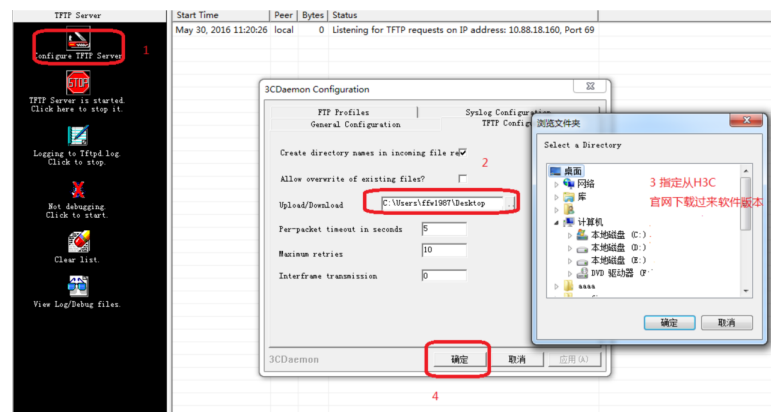 TFTP Server
Start Time Peer Bytes Status
May 30, 2016 11:20:26 local 0 Listening for TFTP requests on IP address: 10.88.18.160, Port 69
Configure TFTP Server
1
TFTP Server is started.
Click here to stop it.
Logging to Tftpd.log.
Click to stop.
Not debugging.
Click to start.
Clear list.
View Log/Debug files.
3CDaemon Configuration
FTP Profiles
Syslog Configuration
General Configuration
TFTP Config
Create directory names in incoming file re
2
Allow overwrite of existing files?
Upload/Download C:\Users\ffw1987\Desktop ..
Per-packet timeout in seconds 5
Maximum retries 10
Interframe transmission 0
3CDaemon
确定
取消
应用(A)
4
浏览文件夹
Select a Directory
桌面
网络
库
计算机
本地磁盘 (C:)
本地磁盘 (D:)
本地磁盘 (E:)
DVD 驱动器 (F:
aaaa
3 指定从H3C
官网下载过来软件版本
确定
取消